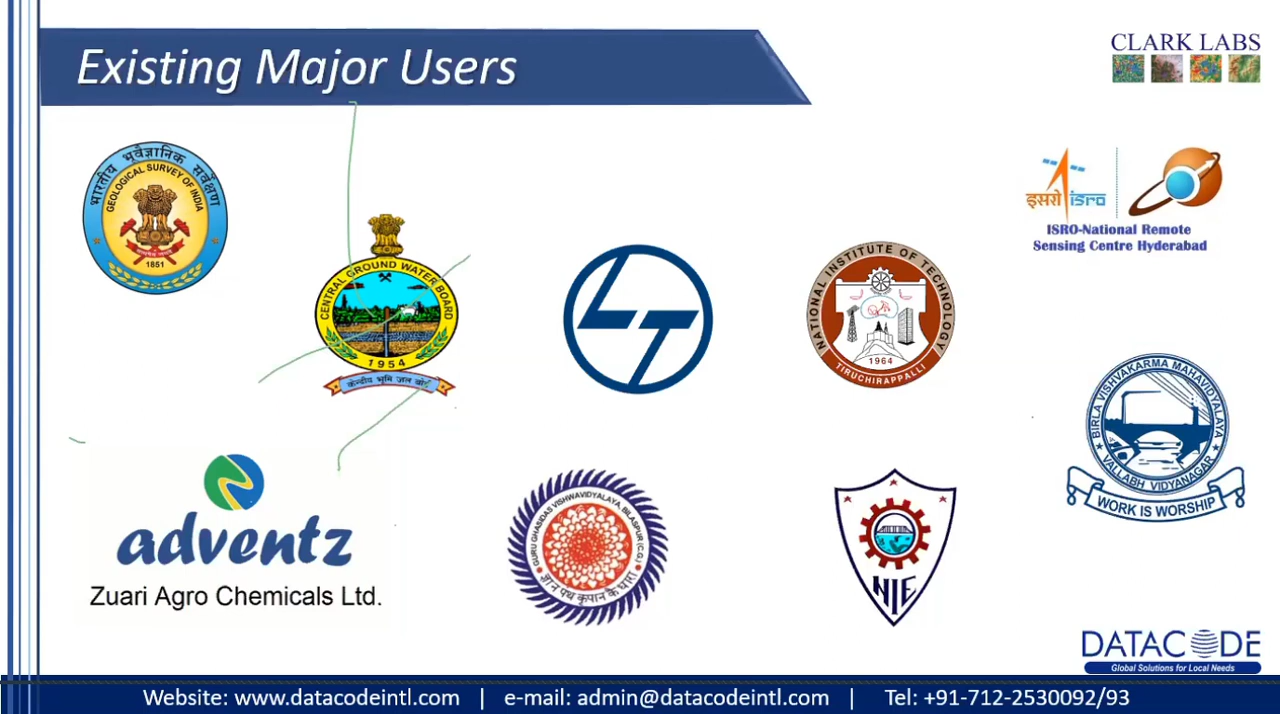 Existing Major Users
CLARK LABS
भारतीय भूवैज्ञानिक सर्वेक्षण
GEOLOGICAL SURVEY OF INDIA
1851
CENTRAL GROUND WATER BOARD
1954
केन्द्रीय भूमि जल बोर्ड
LT
NATIONAL INSTITUTE OF TECHNOLOGY
1964
TIRUCHIRAPPALLI
इसरो isro
ISRO-National Remote
Sensing Centre Hyderabad
BIRLA VISHVAKARMA MAHAVIDYALAYA
VALLABH VIDYANAGAR
WORK IS WORSHIP
adventz
Zuari Agro Chemicals Ltd.
GURU GHASIDAS VISHWAVIDYALAYA, BILASPUR (C.G.)
NIE
DATACODE
Global Solutions for Local Needs
Website: www.datacodeintl.com | e-mail: admin@datacodeintl.com | Tel: +91-712-2530092/93